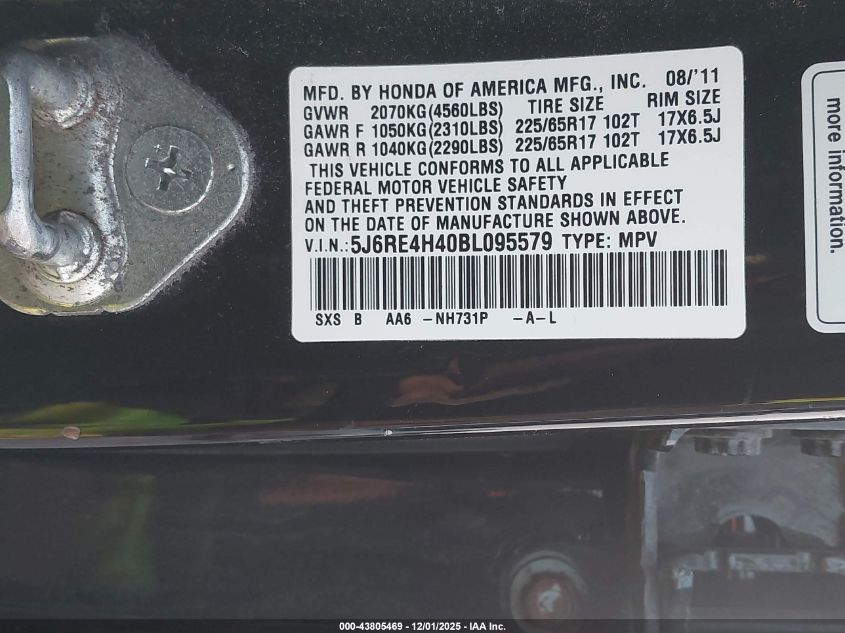 MFD. BY HONDA OF AMERICA MFG., INC. 08/'11
GVWR 2070KG(4560LBS) TIRE SIZE RIM SIZE
GAWR F 1050KG(2310LBS) 225/65R17 102T 17X6.5J
GAWR R 1040KG(2290LBS) 225/65R17 102T 17X6.5J
THIS VEHICLE CONFORMS TO ALL APPLICABLE
FEDERAL MOTOR VEHICLE SAFETY
AND THEFT PREVENTION STANDARDS IN EFFECT
ON THE DATE OF MANUFACTURE SHOWN ABOVE.
V.I.N.:5J6RE4H40BL095579 TYPE: MPV
SXS B AA6 -NH731P -A-L
more information.
000-43805469 - 12/01/2025 - IAA Inc.